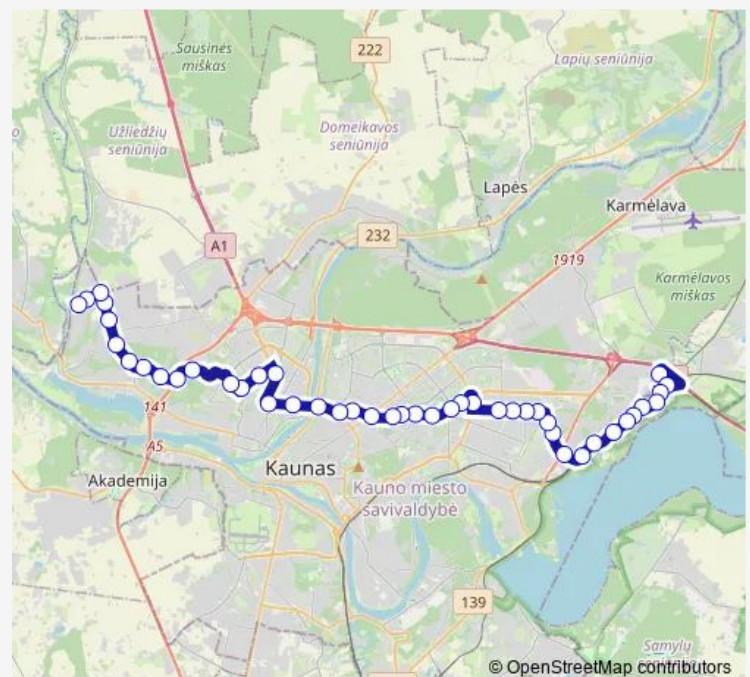 Sausinės
miškas
222
Lapių seniūnija
Užliedžių
seniūnija
Domeikavos
seniūnija
Lapės
Karmėlava
232
A1
1919
Karmėlavos
miškas
141
A5
Kaunas
Akademija
Kauno miesto
savivaldybė
139
Samylų
seniūnija
© OpenStreetMap contributors